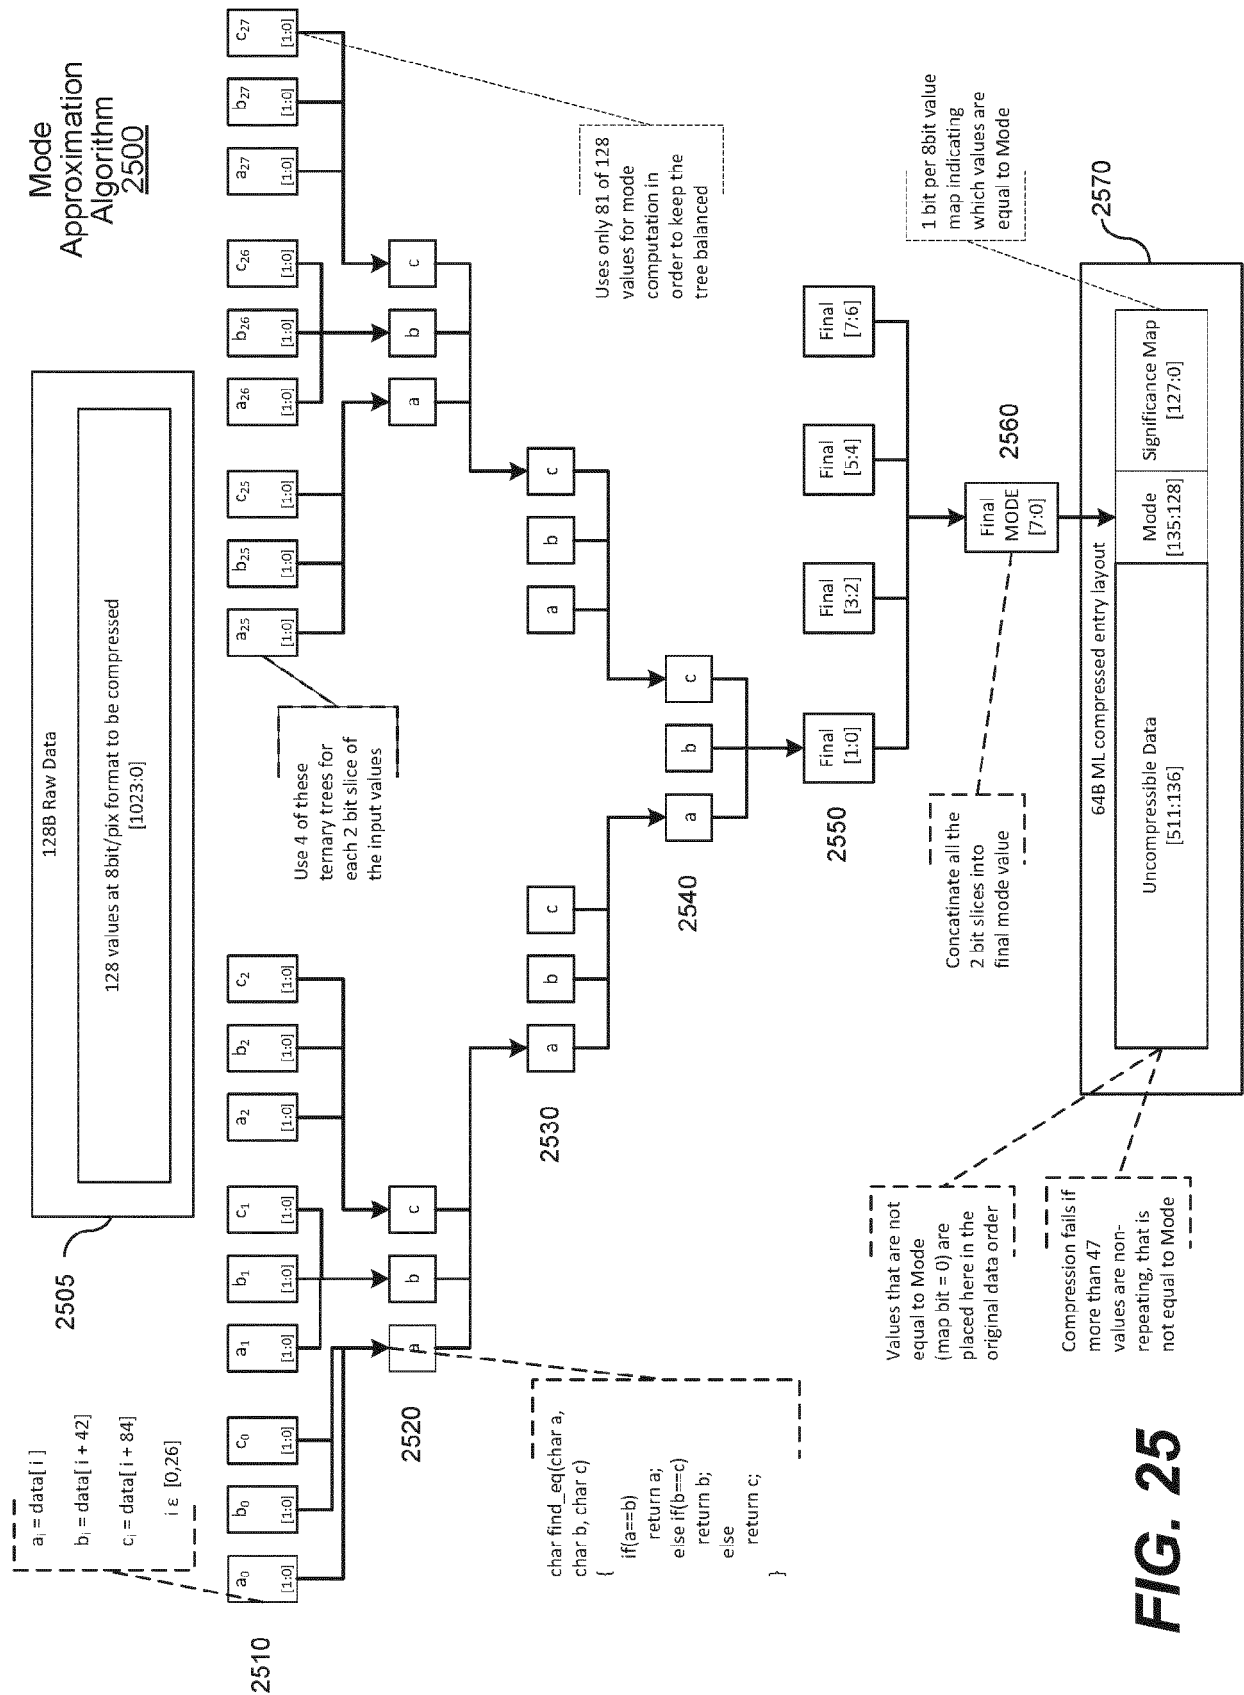 Mode
Approximation
Algorithm
2500
128B Raw Data
128 values at 8bit/pix format to be compressed
[1023:0]
2505
aᵢ = data[ i ]
bᵢ = data[ i + 42]
cᵢ = data[ i + 84]
i ε [0,26]
2510
a₀ [1:0]
b₀ [1:0]
c₀ [1:0]
a₁ [1:0]
b₁ [1:0]
c₁ [1:0]
a₂ [1:0]
b₂ [1:0]
c₂ [1:0]
a₂₅ [1:0]
b₂₅ [1:0]
c₂₅ [1:0]
a₂₆ [1:0]
b₂₆ [1:0]
c₂₆ [1:0]
a₂₇ [1:0]
b₂₇ [1:0]
c₂₇ [1:0]
Use 4 of these
ternary trees for
each 2 bit slice of
the input values
Uses only 81 of 128
values for mode
computation in
order to keep the
tree balanced
2520
a
b
c
a
b
c
char find_eq(char a,
char b, char c)
{
if(a==b)
return a;
else if(b==c)
return b;
else
return c;
}
2530
a
b
c
a
b
c
2540
a
b
c
2550
Final
[1:0]
Final
[3:2]
Final
[5:4]
Final
[7:6]
Concatinate all the
2 bit slices into
final mode value
Final
MODE
[7:0]
2560
1 bit per 8bit value
map indicating
which values are
equal to Mode
2570
64B ML compressed entry layout
Uncompressible Data
[511:136]
Mode
[135:128]
Significance Map
[127:0]
Values that are not
equal to Mode
(map bit = 0) are
placed here in the
original data order
Compression fails if
more than 47
values are non-
repeating, that is
not equal to Mode
FIG. 25